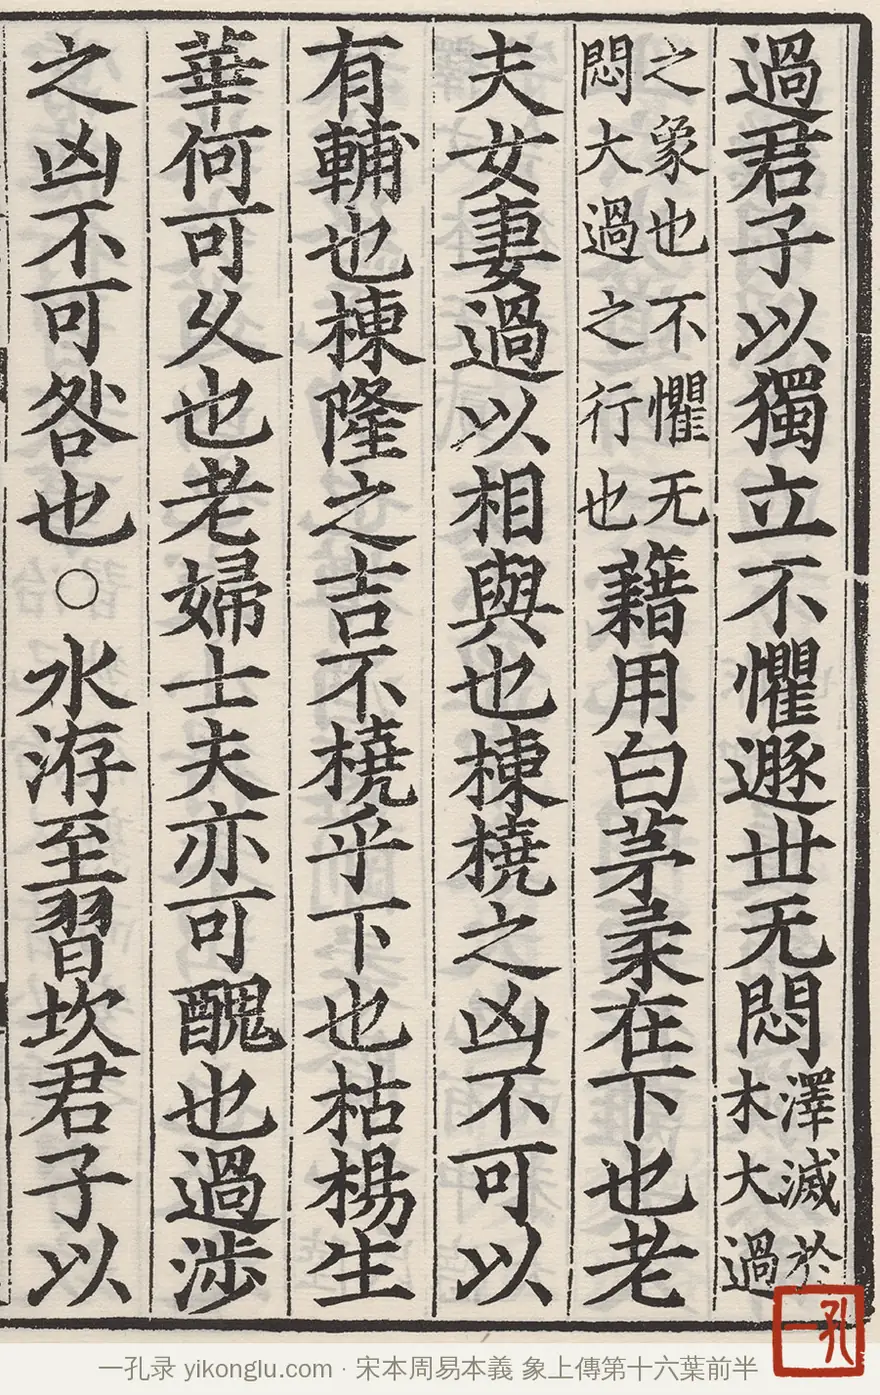 過君子以獨立不懼遯世无悶澤滅於木大過
之象也不懼无悶大過之行也藉用白茅柔在下也老
夫女妻過以相與也棟橈之凶不可以
有輔也棟隆之吉不橈乎下也枯楊生
華何可久也老婦士夫亦可醜也過涉
之凶不可咎也○水洊至習坎君子以
一孔
一孔录 yikonglu.com · 宋本周易本義 象上傳第十六葉前半